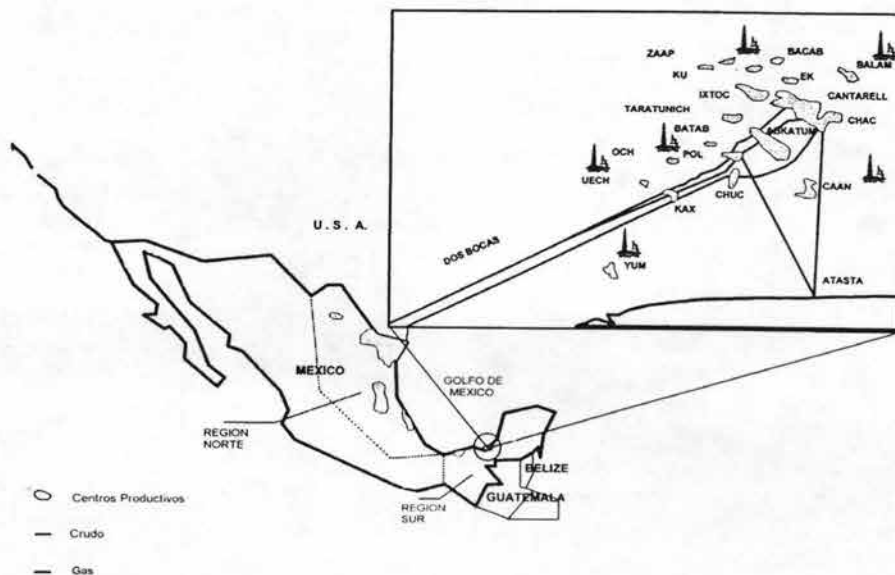 ZAAP
BACAB
KU
EK
BALAM
IXTOC
CANTARELL
TARATUNICH
CHAC
BATAB
ABKATUM
OCH
POL
UECH
CHUC
CAAN
KAX
DOS BOCAS
YUM
ATASTA
U.S.A.
MEXICO
GOLFO DE
MEXICO
REGION
NORTE
BELIZE
GUATEMALA
REGION
SUR
Centros Productivos
Crudo
Gas